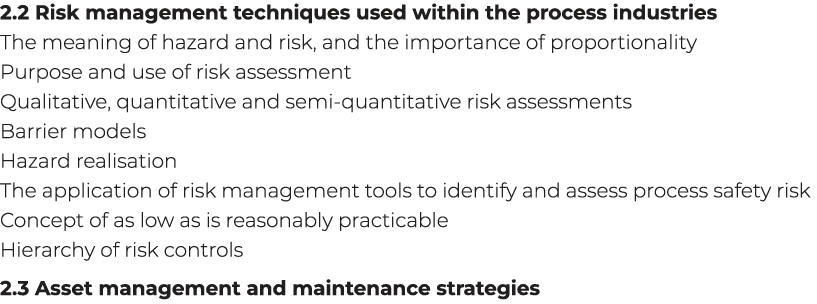 2.2 Risk management techniques used within the process industries
The meaning of hazard and risk, and the importance of proportionality
Purpose and use of risk assessment
Qualitative, quantitative and semi-quantitative risk assessments
Barrier models
Hazard realisation
The application of risk management tools to identify and assess process safety risk
Concept of as low as is reasonably practicable
Hierarchy of risk controls
2.3 Asset management and maintenance strategies